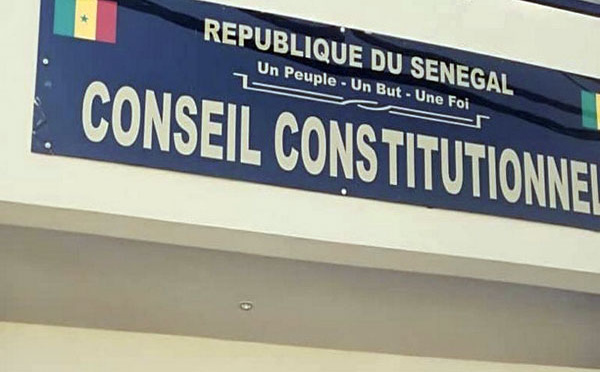 REPUBLIQUE DU SENEGAL
Un Peuple - Un But - Une Foi
CONSEIL CONSTITUTIONNEL